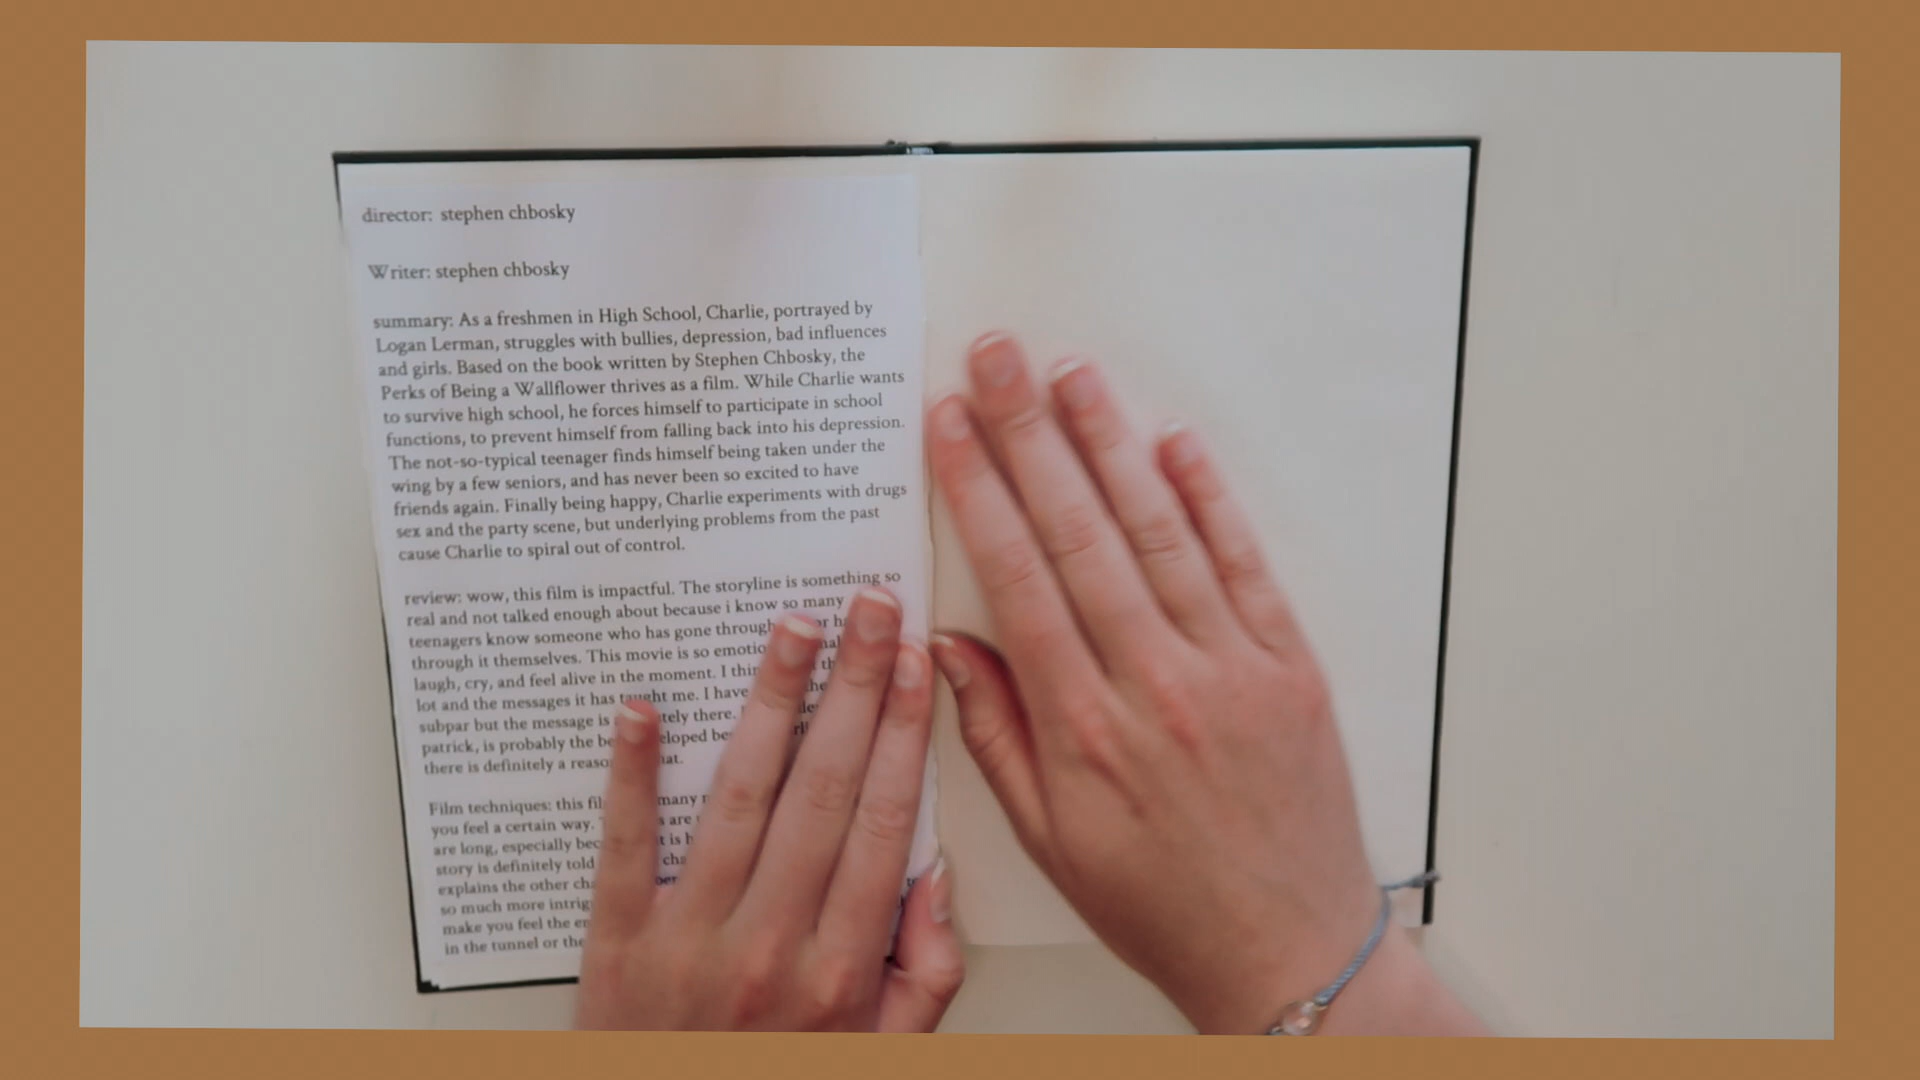 director: stephen chbosky
Writer: stephen chbosky
summary: As a freshmen in High School, Charlie, portrayed by
Logan Lerman, struggles with bullies, depression, bad influences
and girls. Based on the book written by Stephen Chbosky, the
Perks of Being a Wallflower thrives as a film. While Charlie wants
to survive high school, he forces himself to participate in school
functions, to prevent himself from falling back into his depression.
The not-so-typical teenager finds himself being taken under the
wing by a few seniors, and has never been so excited to have
friends again. Finally being happy, Charlie experiments with drugs
sex and the party scene, but underlying problems from the past
cause Charlie to spiral out of control.
review: wow, this film is impactful. The storyline is something so
real and not talked enough about because i know so many
teenagers know someone who has gone through
through it themselves. This movie is so
laugh, cry, and feel alive in the moment. I
lot and the messages it has taught me. I have
subpar but the message is there.
patrick, is probably the
there is definitely a
Film techniques: this many
you feel a certain way. are
are long, especially is
story is definitely told
explains the other
so much more
make you feel the
in the tunnel or the